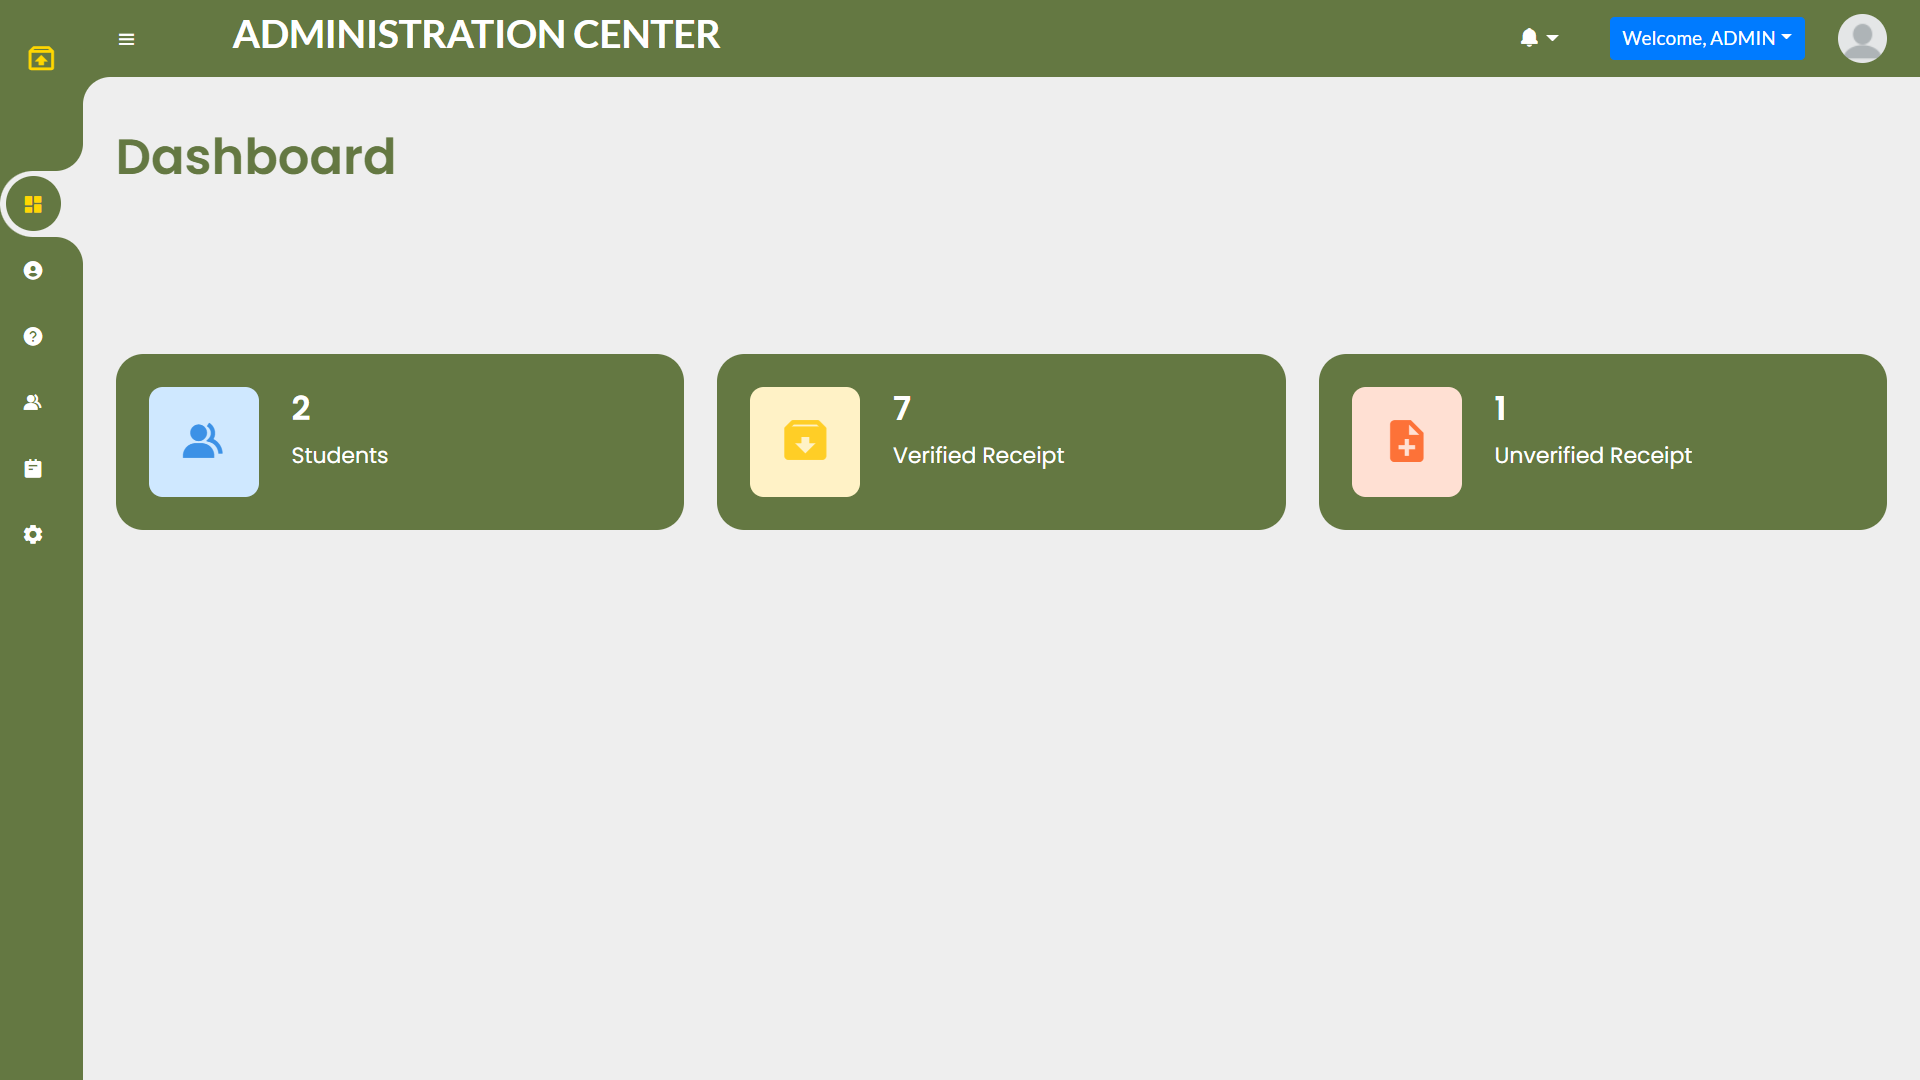 ADMINISTRATION CENTER
Welcome, ADMIN
Dashboard
2
Students
7
Verified Receipt
1
Unverified Receipt